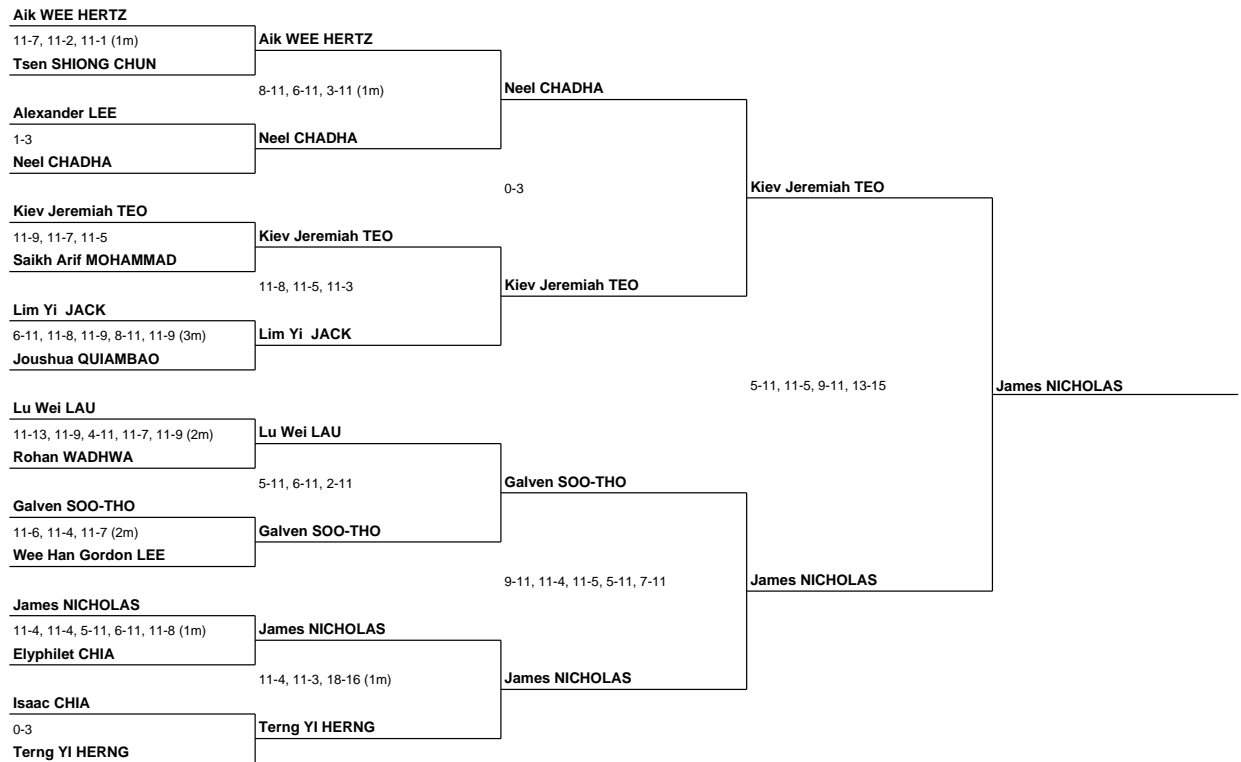 Aik WEE HERTZ
11-7, 11-2, 11-1 (1m)
Tsen SHIONG CHUN
Alexander LEE
1-3
Neel CHADHA
Kiev Jeremiah TEO
11-9, 11-7, 11-5
Saikh Arif MOHAMMAD
Lim Yi  JACK
6-11, 11-8, 11-9, 8-11, 11-9 (3m)
Joushua QUIAMBAO
Lu Wei LAU
11-13, 11-9, 4-11, 11-7, 11-9 (2m)
Rohan WADHWA
Galven SOO-THO
11-6, 11-4, 11-7 (2m)
Wee Han Gordon LEE
James NICHOLAS
11-4, 11-4, 5-11, 6-11, 11-8 (1m)
Elyphilet CHIA
Isaac CHIA
0-3
Terng YI HERNG
Aik WEE HERTZ
8-11, 6-11, 3-11 (1m)
Neel CHADHA
Kiev Jeremiah TEO
11-8, 11-5, 11-3
Lim Yi  JACK
Lu Wei LAU
5-11, 6-11, 2-11
Galven SOO-THO
James NICHOLAS
11-4, 11-3, 18-16 (1m)
Terng YI HERNG
Neel CHADHA
0-3
Kiev Jeremiah TEO
Galven SOO-THO
9-11, 11-4, 11-5, 5-11, 7-11
James NICHOLAS
Kiev Jeremiah TEO
5-11, 11-5, 9-11, 13-15
James NICHOLAS
James NICHOLAS